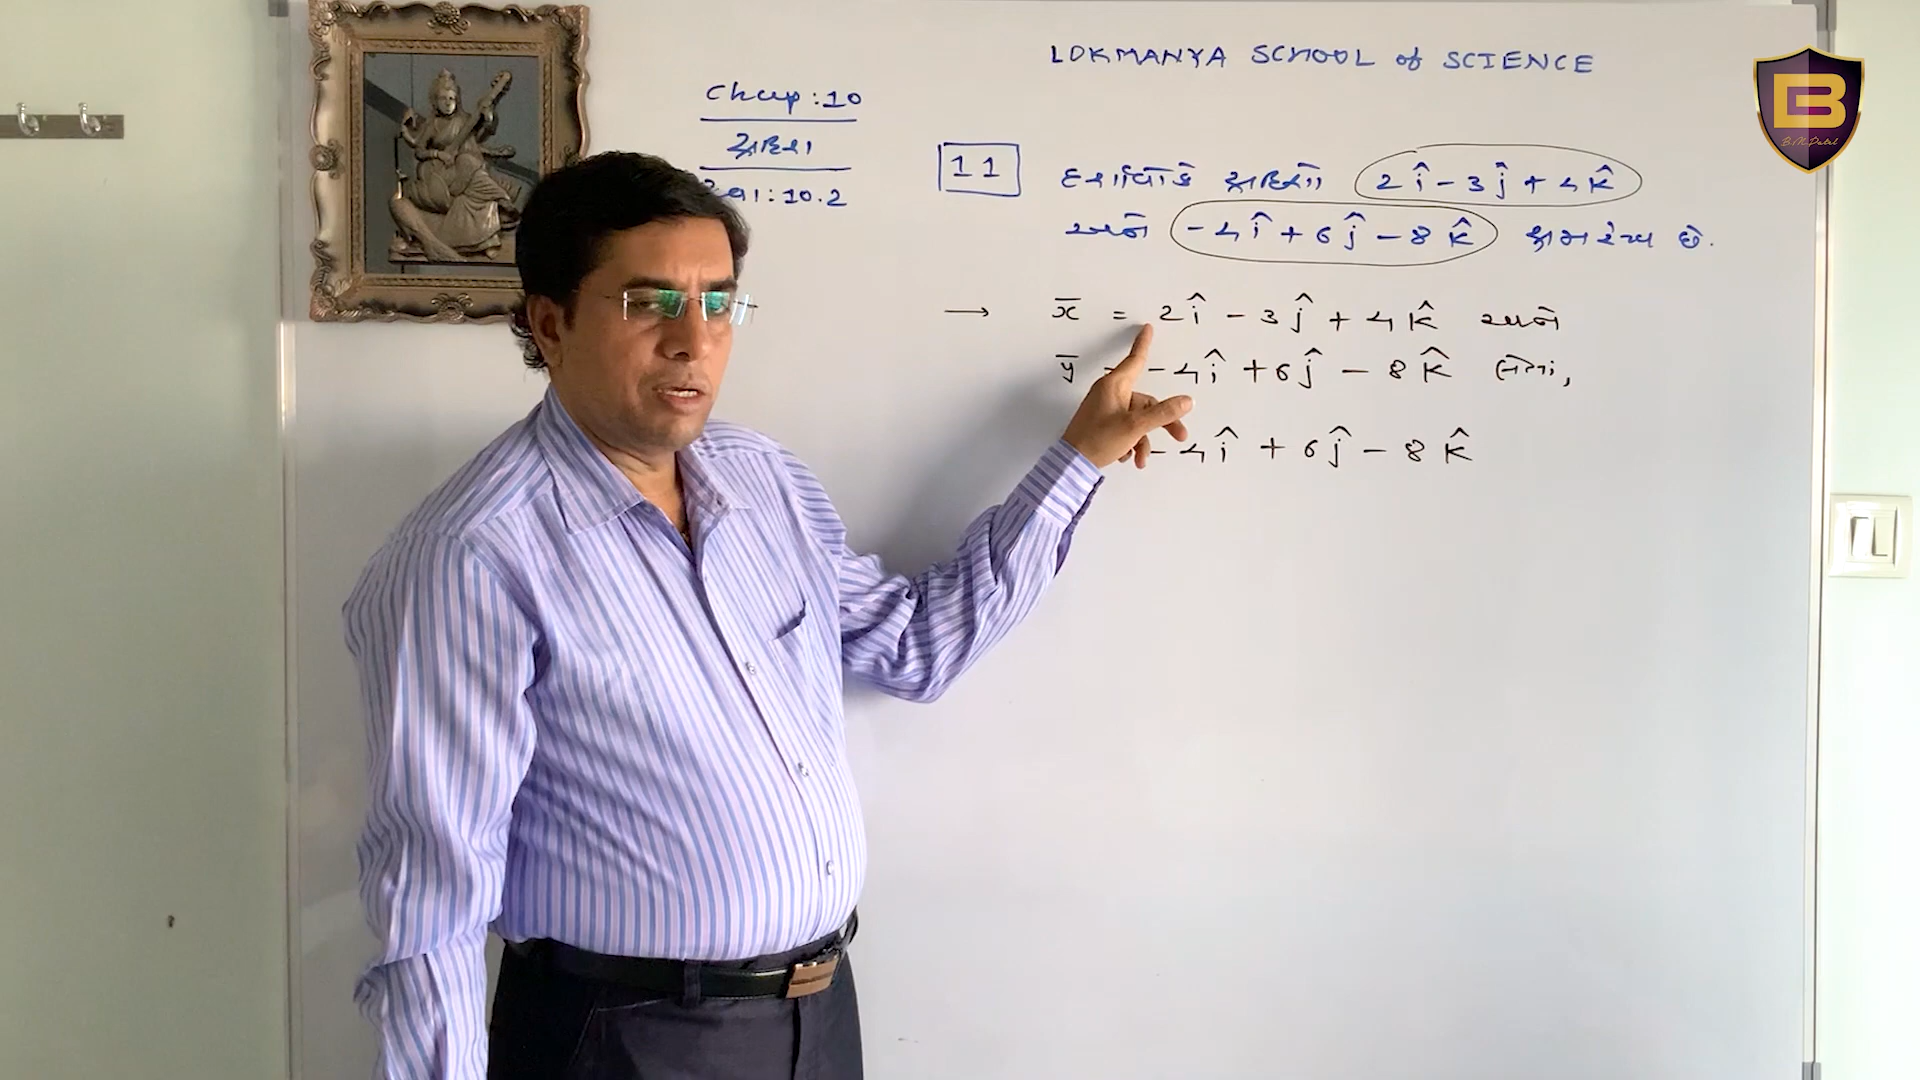 LOKMANYA SCHOOL of SCIENCE
Chap : 10
સદિશ
: 10.2
11 દર્શાવો કે સદિશો 2î − 3ĵ + 4k̂
અને −4î + 6ĵ − 8k̂ સમરેખ છે.
→ x̄ = 2î − 3ĵ + 4k̂ અને
ȳ = −4î + 6ĵ − 8k̂ લેતાં,
−4î + 6ĵ − 8k̂
B
B.M.Patel